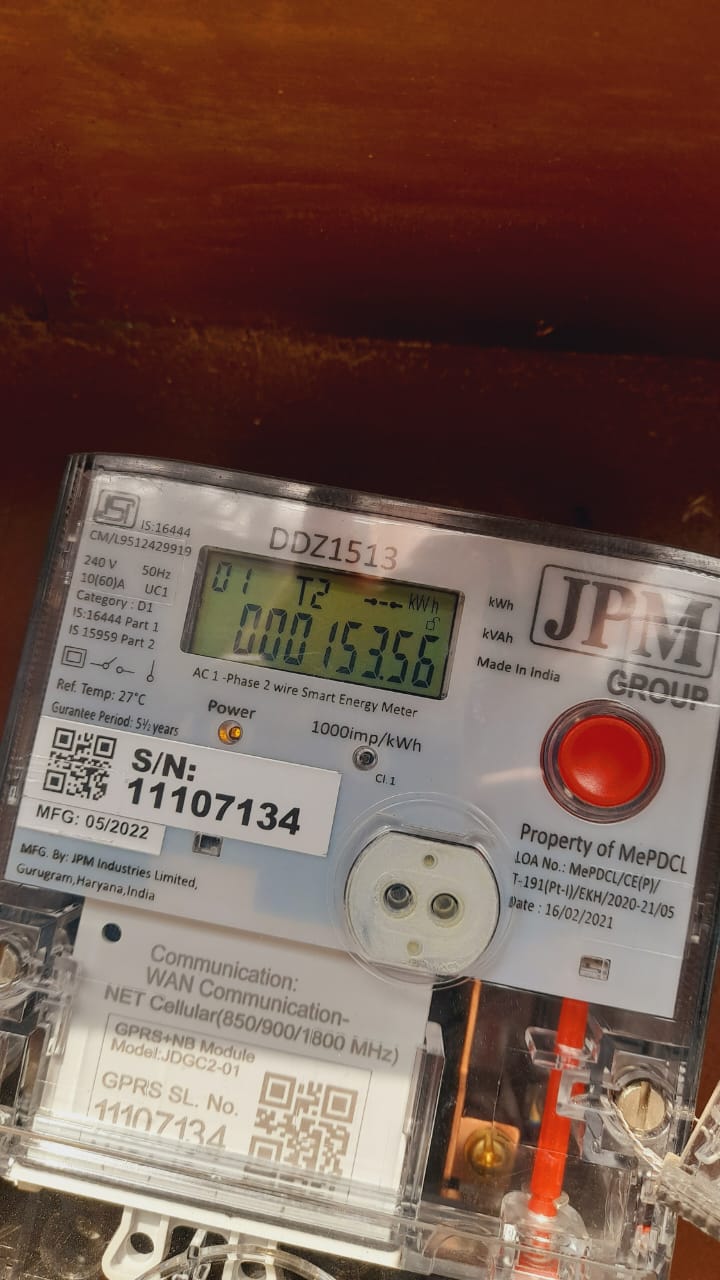 IS:16444
CM/L9512429919
DDZ1513
240 V 50Hz
10(60)A UC1
Category : D1
IS:16444 Part 1
IS 15959 Part 2
01 T2 kWh
000153.56
kWh
kVAh
Made In India
JPM
GROUP
AC 1 -Phase 2 wire Smart Energy Meter
Ref. Temp: 27°C
Gurantee Period: 5½ years
Power
1000imp/kWh
Cl.1
S/N:
11107134
MFG: 05/2022
MFG. By: JPM Industries Limited,
Gurugram,Haryana,India
Property of MePDCL
LOA No.: MePDCL/CE(P)/
T-191(Pt-I)/EKH/2020-21/05
Date : 16/02/2021
Communication:
WAN Communication-
NET Cellular(850/900/1800 MHz)
GPRS+NB Module
Model:JDGC2-01
GPRS SL. No.
11107134